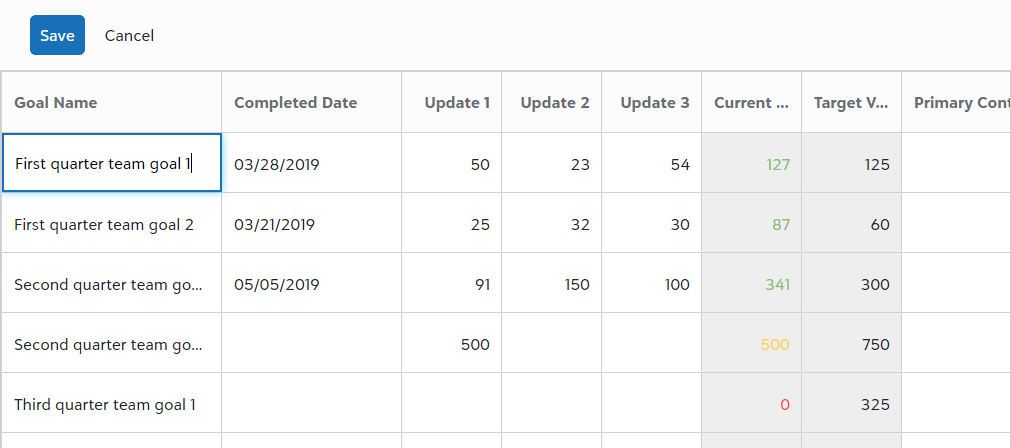 Save Cancel
Goal Name Completed Date Update 1 Update 2 Update 3 Current ... Target V... Primary Cont
First quarter team goal 1 03/28/2019 50 23 54 127 125
First quarter team goal 2 03/21/2019 25 32 30 87 60
Second quarter team go... 05/05/2019 91 150 100 341 300
Second quarter team go... 500 500 750
Third quarter team goal 1 0 325